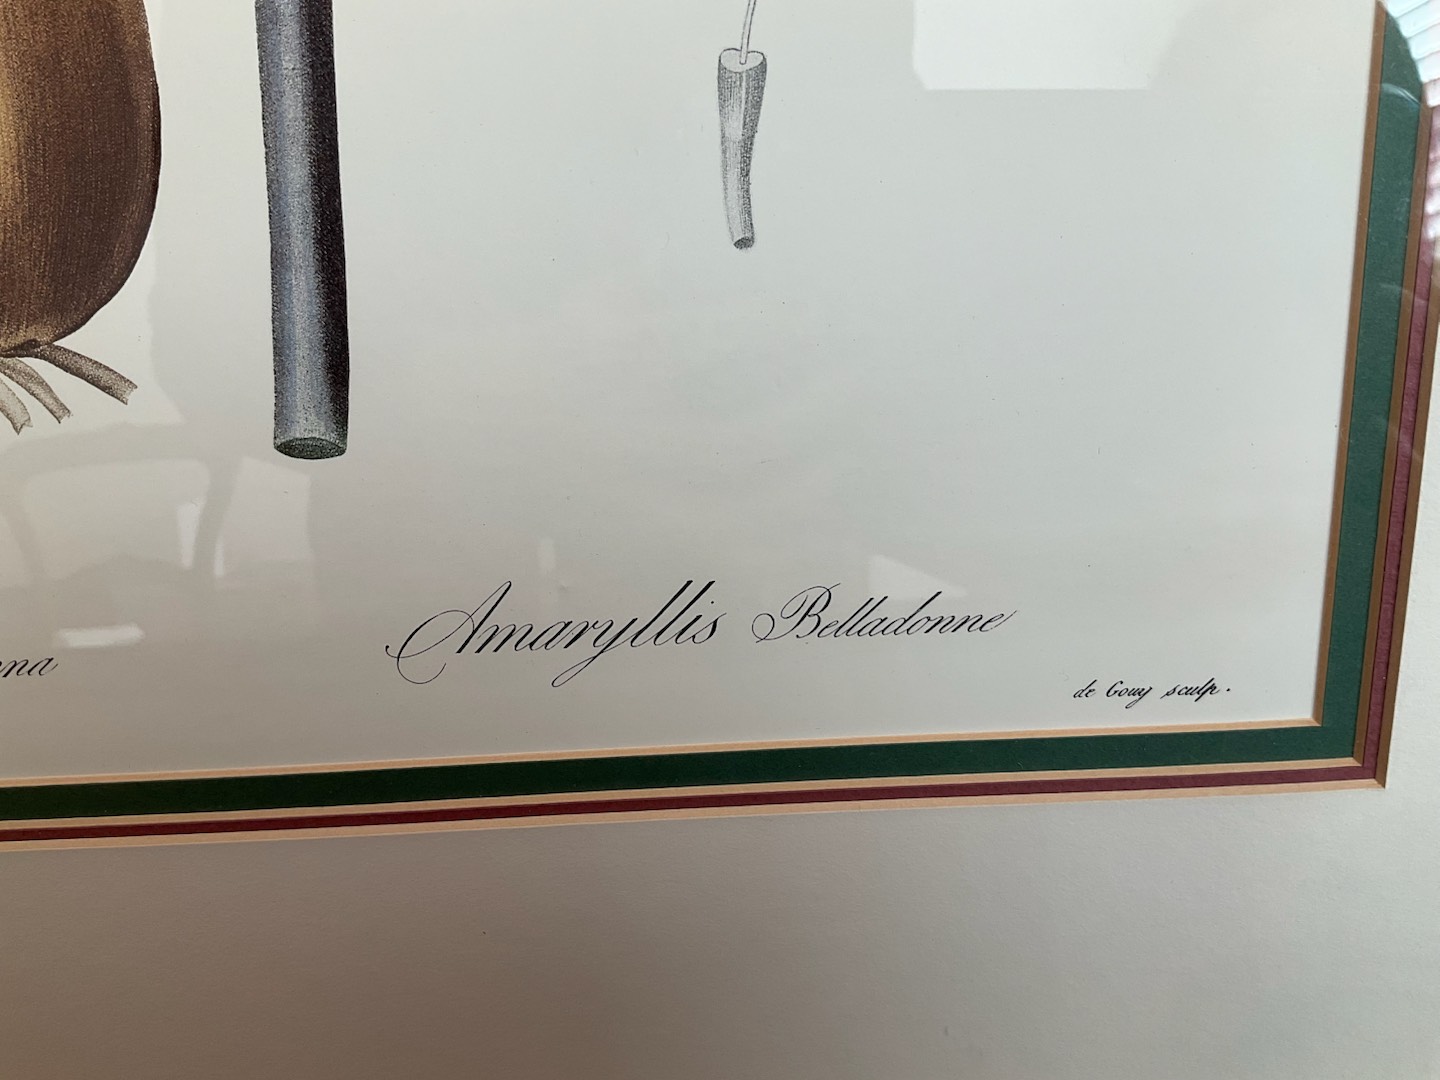 Amaryllis Belladonne
de Gouy sculp.